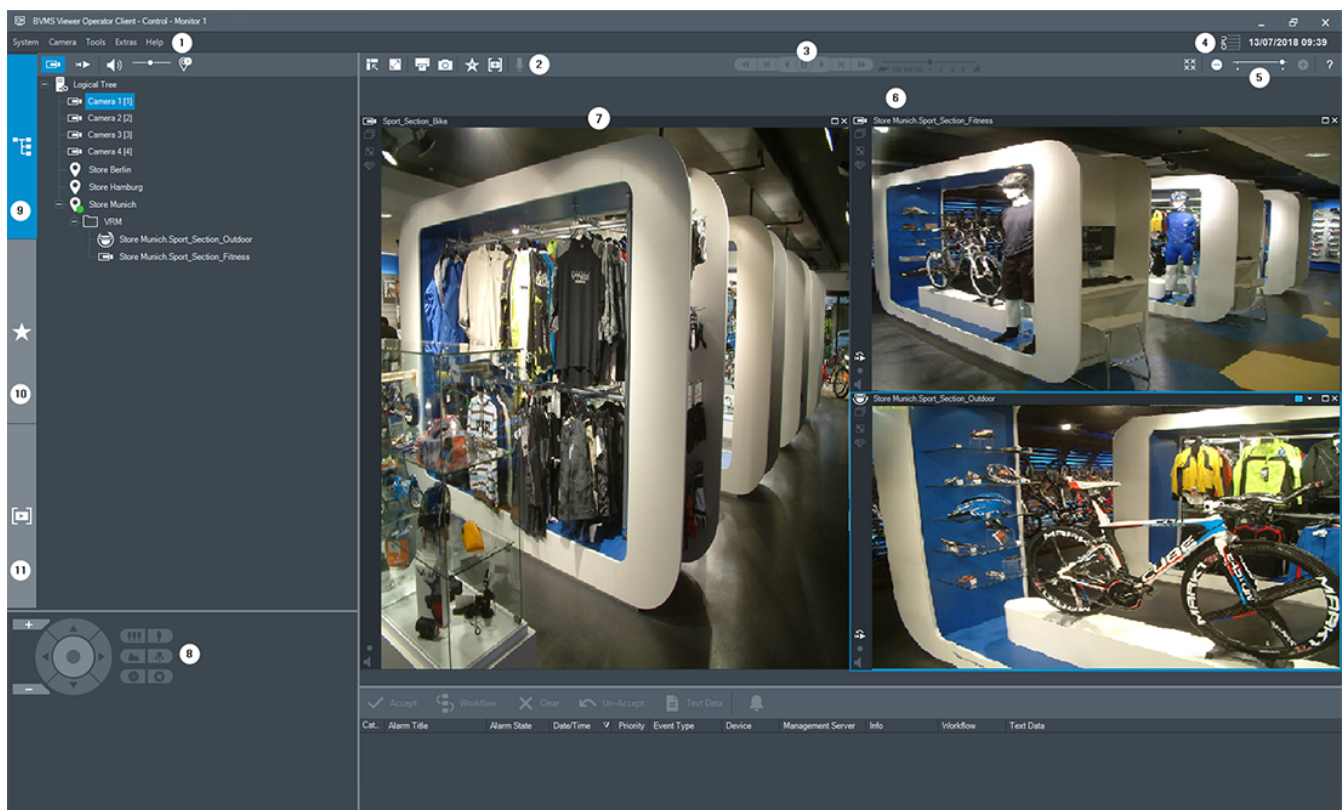 BVMS Viewer Operator Client - Control - Monitor 1
System Camera Tools Extras Help 1
3
4 13/07/2018 09:39
2
5 ?
6
Logical Tree
Camera 1 [1]
Camera 2 [2]
Camera 3 [3]
Camera 4 [4]
Store Berlin
Store Hamburg
Store Munich
VRM
Store Munich.Sport_Section_Outdoor
Store Munich.Sport_Section_Fitness
9
10
11
8
Sport_Section_Bike 7
Store Munich.Sport_Section_Fitness
Store Munich.Sport_Section_Outdoor
CUBE
Accept Workflow Clear Un-Accept Text Data
Cat.. Alarm Title Alarm State Date/Time Priority Event Type Device Management Server Info Workflow Text Data